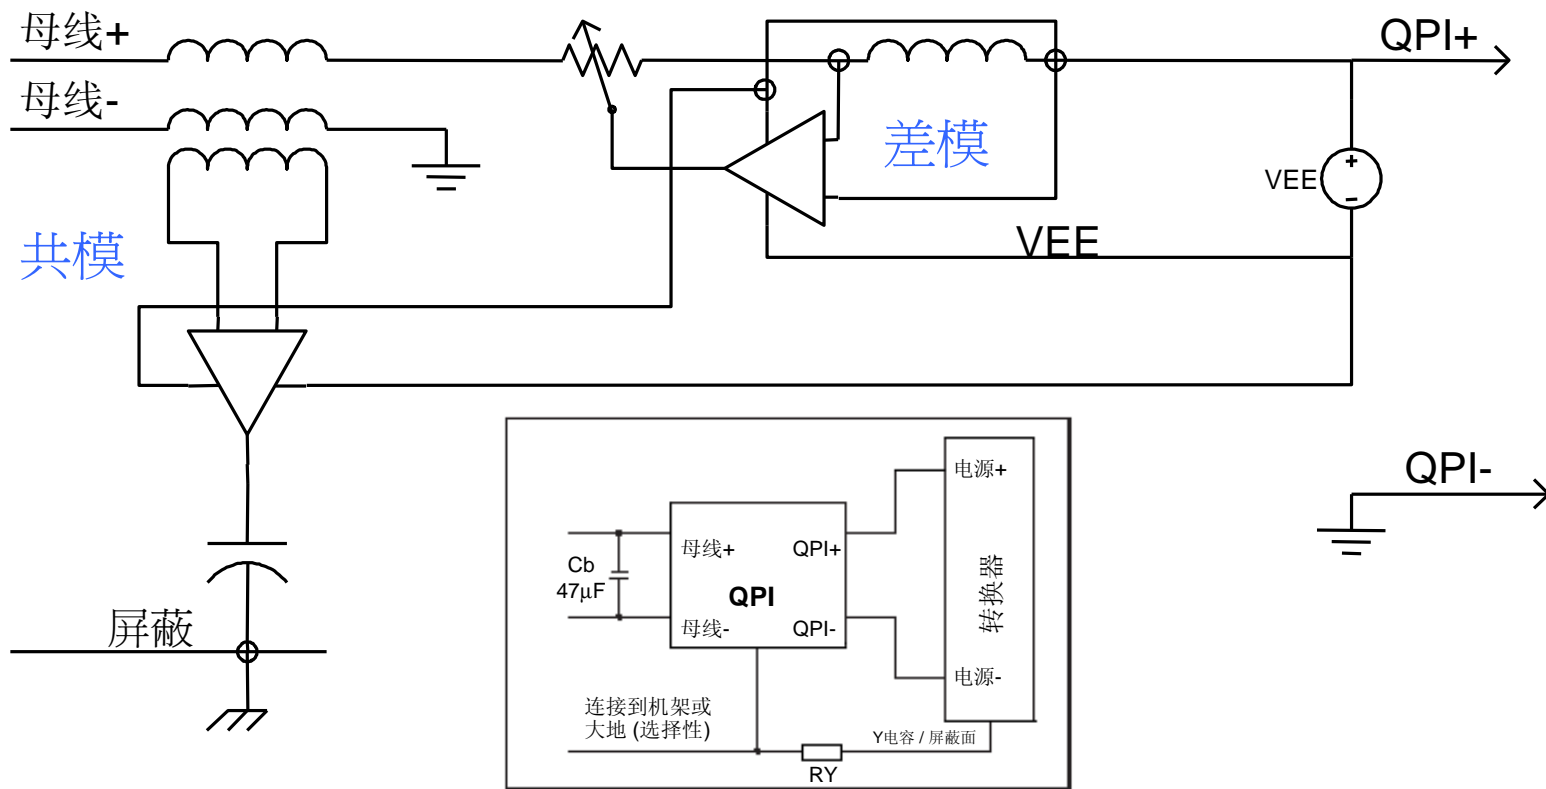 母线+
QPI+
母线-
差模
+
VEE
-
VEE
共模
QPI-
电源+
母线+
QPI+
Cb
47μF
QPI
转换器
母线-
QPI-
电源-
屏蔽
连接到机架或
大地 (选择性)
Y电容 / 屏蔽面
RY